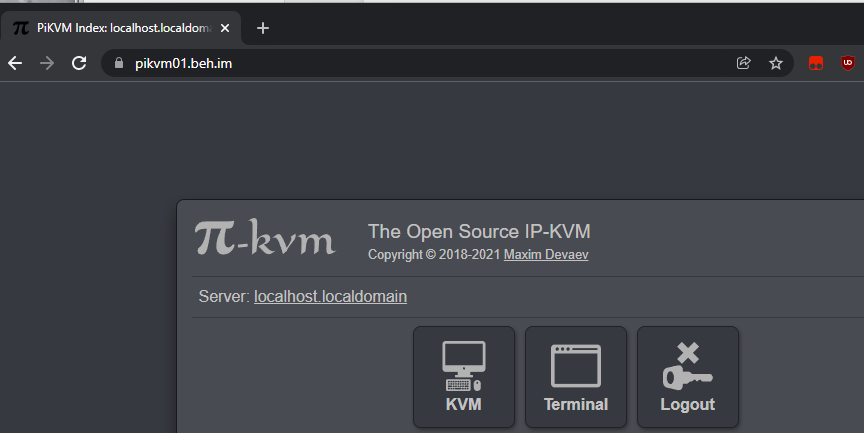 PiKVM Index: localhost.localdoma
pikvm01.beh.im
π-kvm
The Open Source IP-KVM
Copyright © 2018-2021 Maxim Devaev
Server: localhost.localdomain
KVM
Terminal
Logout